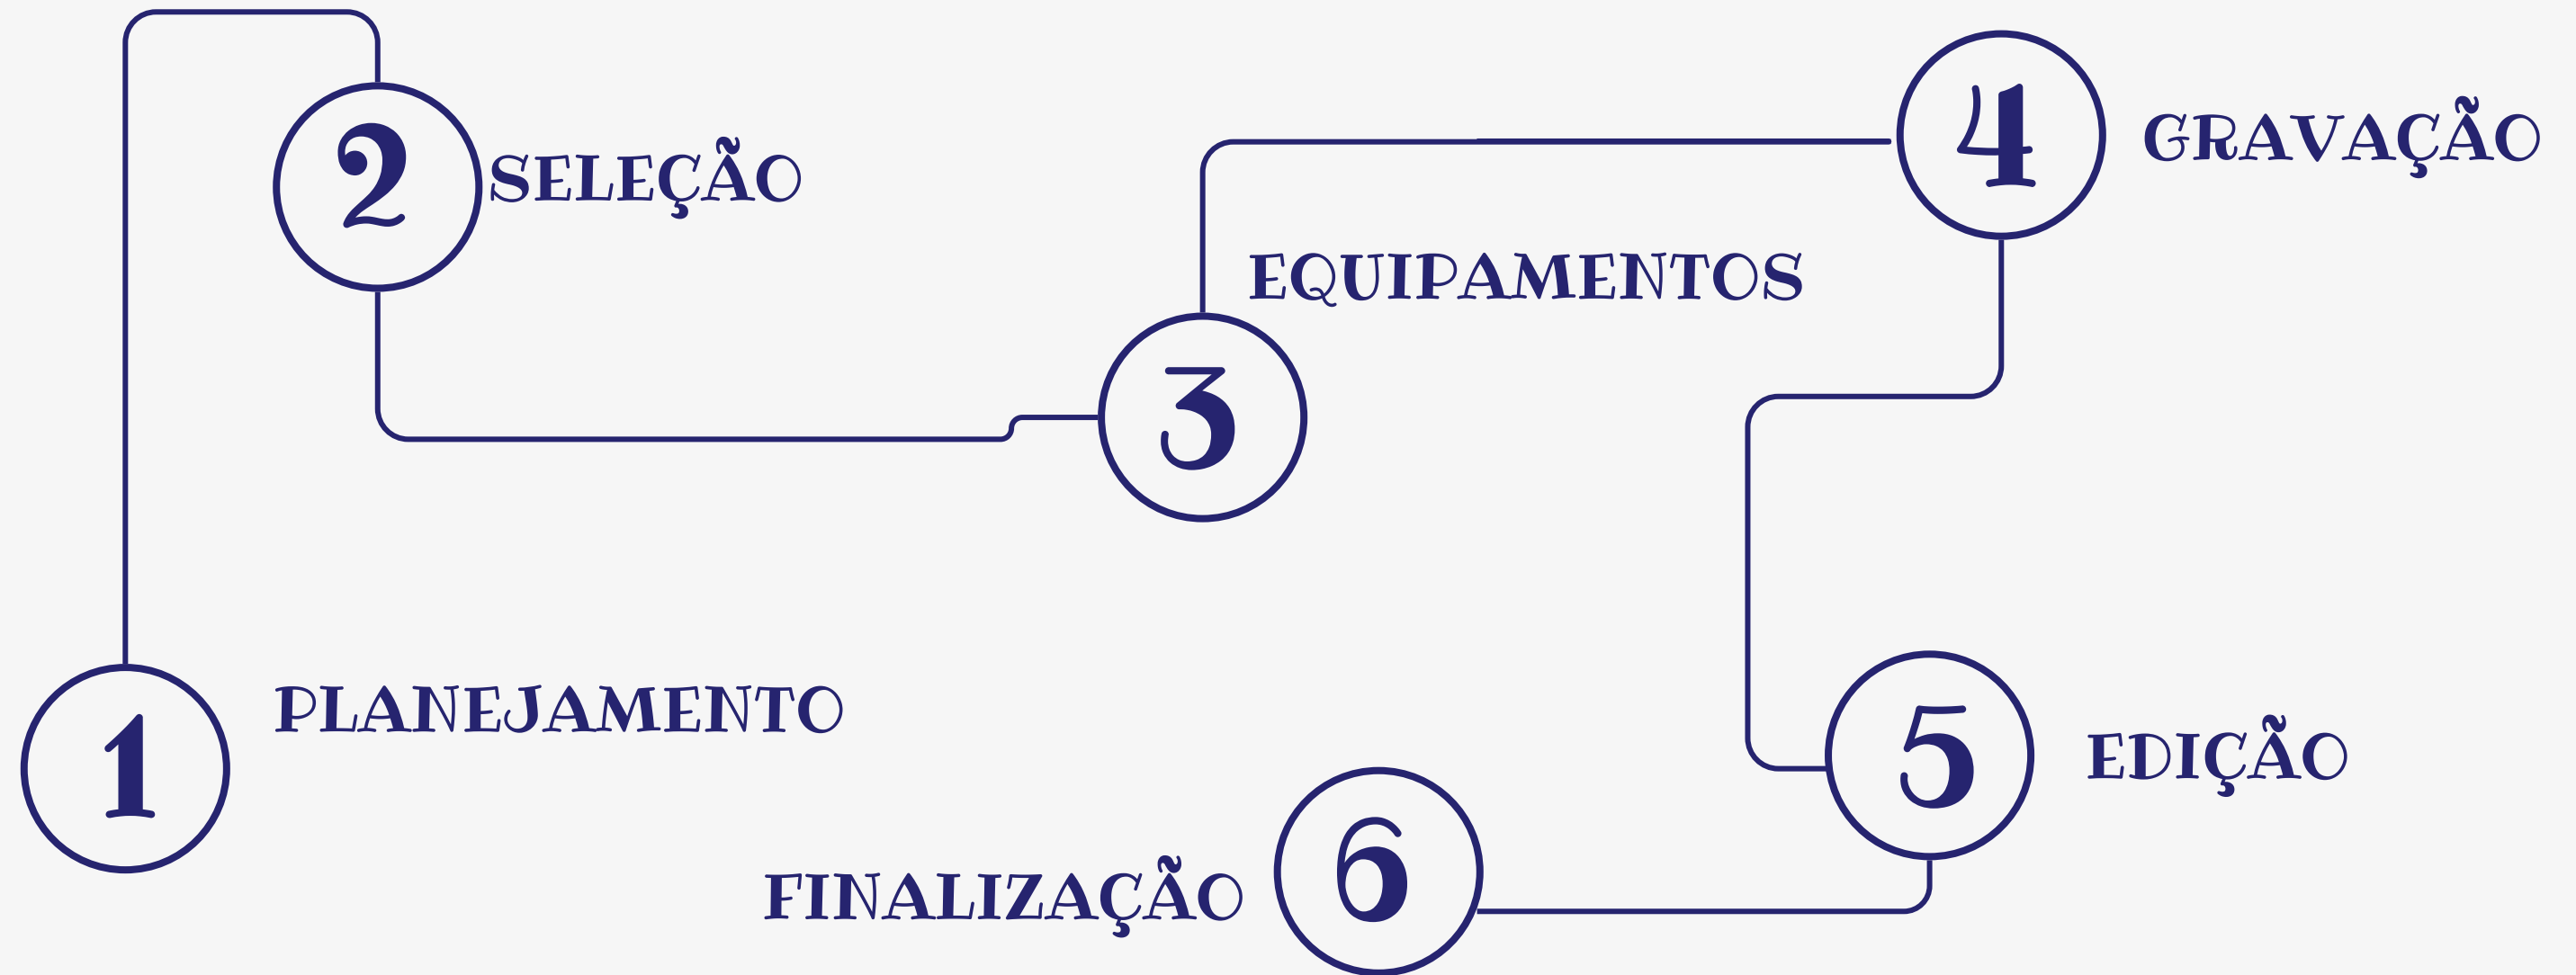 1
PLANEJAMENTO
2
SELEÇÃO
3
EQUIPAMENTOS
4
GRAVAÇÃO
5
EDIÇÃO
6
FINALIZAÇÃO